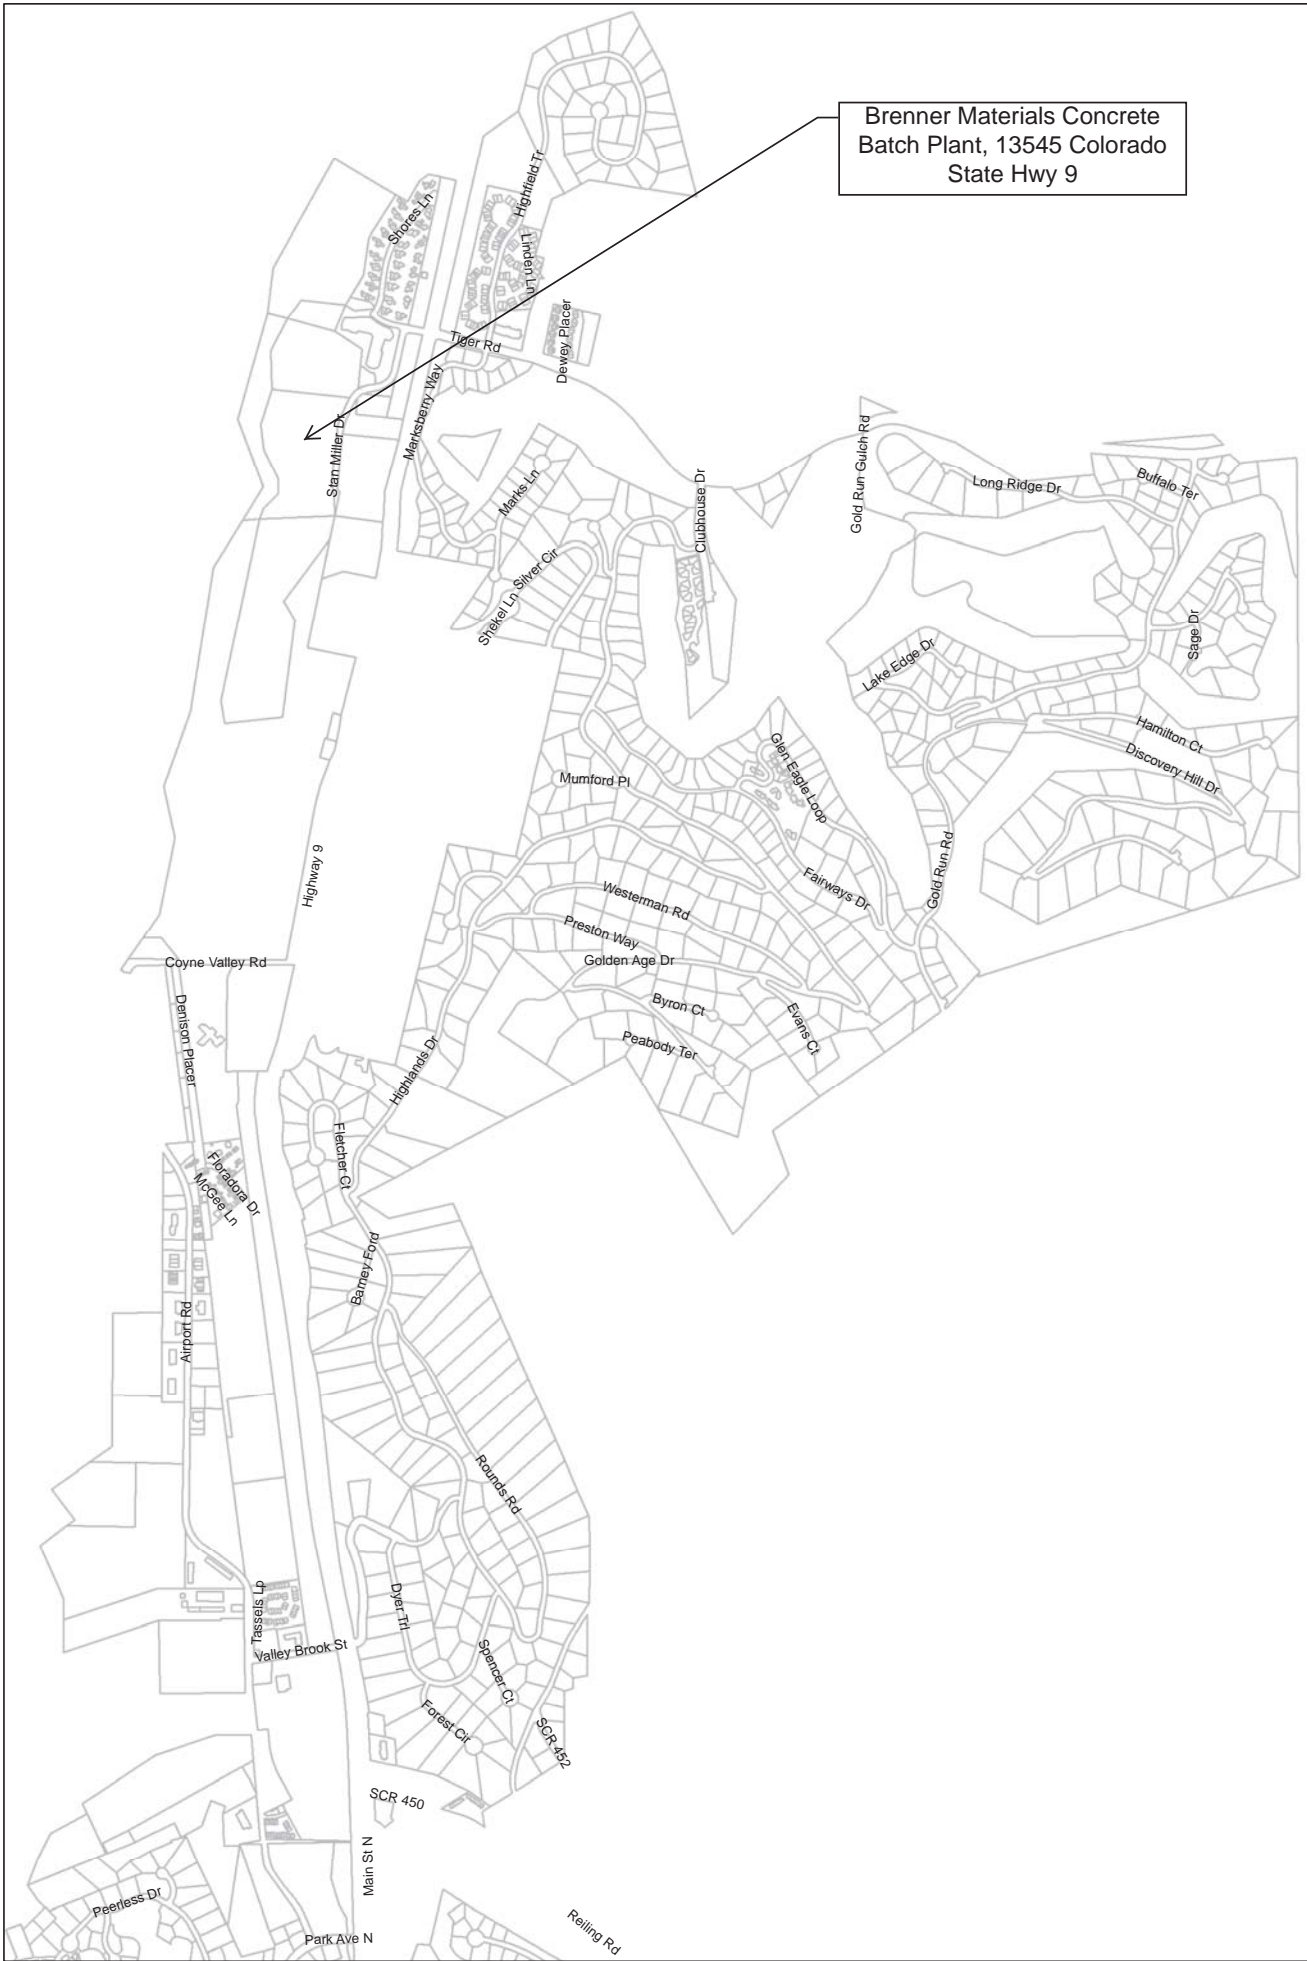 Brenner Materials Concrete
Batch Plant, 13545 Colorado
State Hwy 9
Highfield Tr
Shores Ln
Linden Ln
Dewey Placer
Tiger Rd
Marksberry Way
Stan Miller Dr
Marks Ln
Clubhouse Dr
Gold Run Gulch Rd
Long Ridge Dr
Buffalo Ter
Silver Cir
Shekel Ln
Sage Dr
Lake Edge Dr
Hamilton Ct
Discovery Hill Dr
Glen Eagle Loop
Mumford Pl
Highway 9
Gold Run Rd
Fairways Dr
Westerman Rd
Preston Way
Golden Age Dr
Coyne Valley Rd
Byron Ct
Evans Ct
Denison Placer
Peabody Ter
Highlands Dr
Fletcher Ct
Floradora Dr
McGee Ln
Barney Ford
Airport Rd
Rounds Rd
Dyer Trl
Tassels Lp
Valley Brook St
Spencer Ct
Forest Cir
SCR 452
SCR 450
Main St N
Peerless Dr
Park Ave N
Reiling Rd